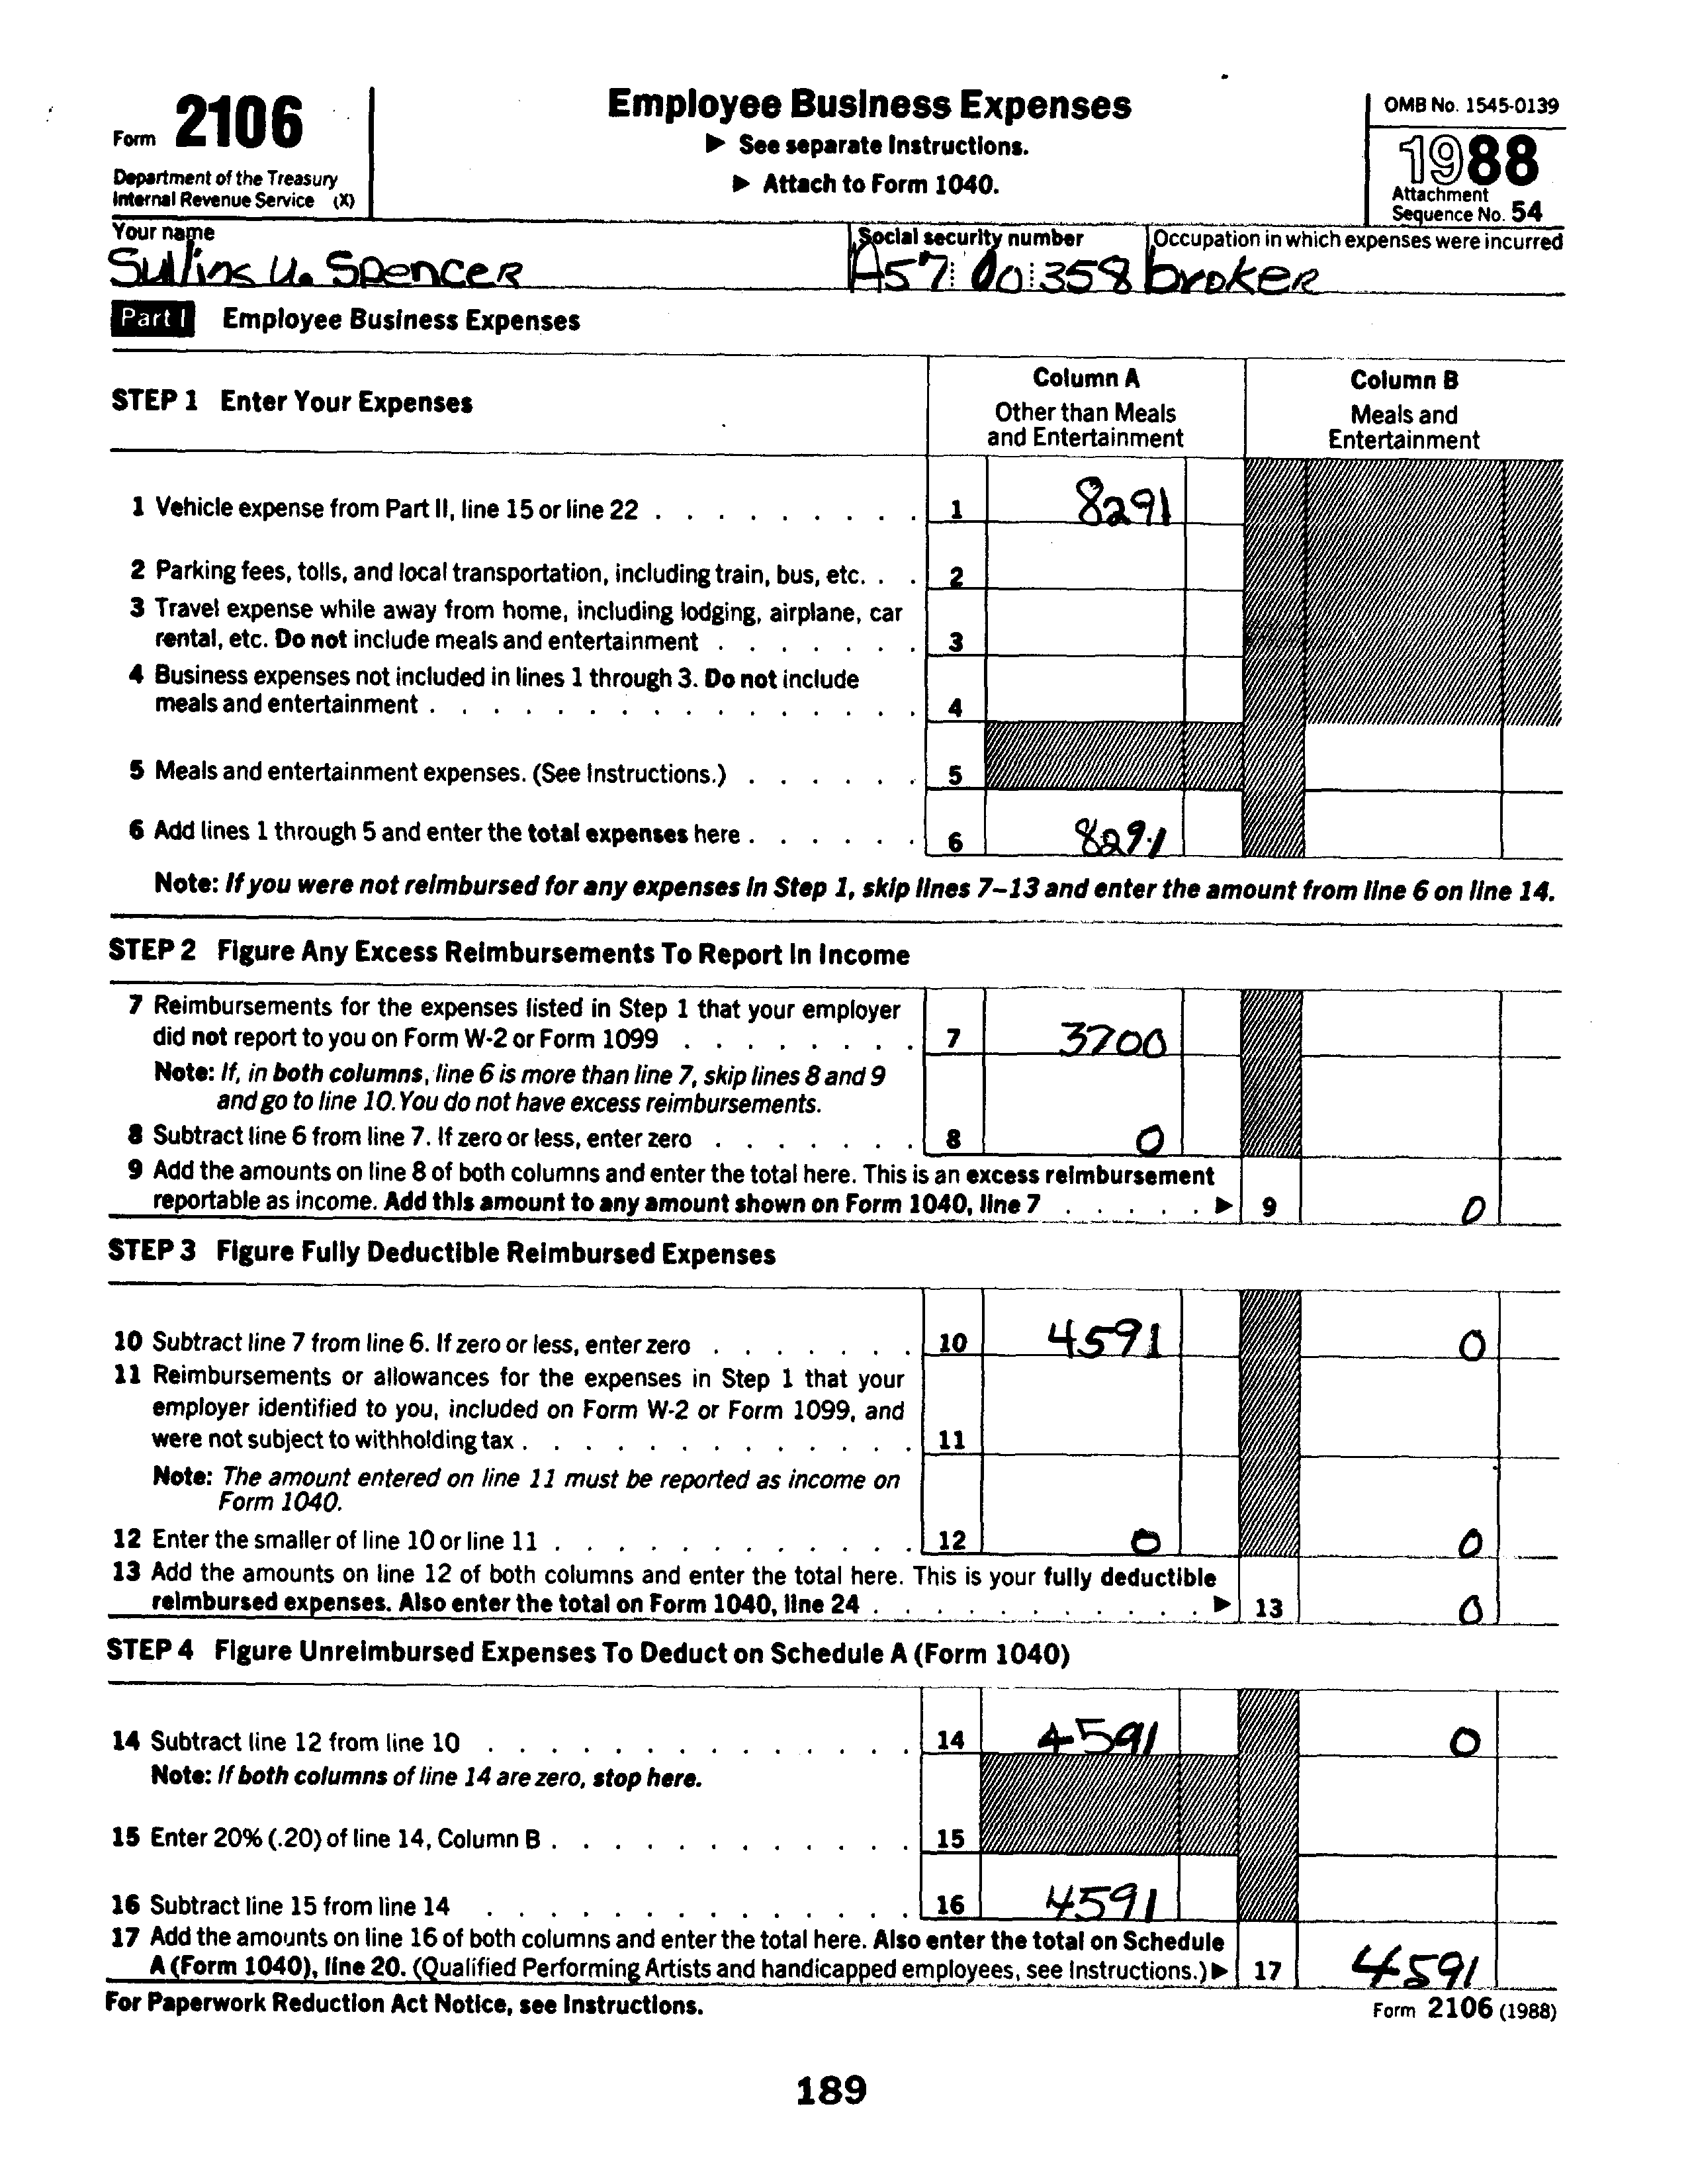 Form 2106
Department of the Treasury
Internal Revenue Service (X)
Employee Business Expenses
▶ See separate Instructions.
▶ Attach to Form 1040.
OMB No. 1545-0139
1988
Attachment
Sequence No. 54
Your name
Sullins U. Spencer
Social security number
A57 00 358
Occupation in which expenses were incurred
broker
Part I Employee Business Expenses
STEP 1 Enter Your Expenses
Column A
Other than Meals
and Entertainment
Column B
Meals and
Entertainment
1 Vehicle expense from Part II, line 15 or line 22 . . . . . . . . . 1 8291
2 Parking fees, tolls, and local transportation, including train, bus, etc. . . 2
3 Travel expense while away from home, including lodging, airplane, car
rental, etc. Do not include meals and entertainment . . . . . . . 3
4 Business expenses not included in lines 1 through 3. Do not include
meals and entertainment . . . . . . . . . . . . . . . . 4
5 Meals and entertainment expenses. (See Instructions.) . . . . . . 5
6 Add lines 1 through 5 and enter the total expenses here . . . . . . 6 8291
Note: If you were not reimbursed for any expenses in Step 1, skip lines 7–13 and enter the amount from line 6 on line 14.
STEP 2 Figure Any Excess Reimbursements To Report In Income
7 Reimbursements for the expenses listed in Step 1 that your employer
did not report to you on Form W-2 or Form 1099 . . . . . . . . 7 3700
Note: If, in both columns, line 6 is more than line 7, skip lines 8 and 9
and go to line 10. You do not have excess reimbursements.
8 Subtract line 6 from line 7. If zero or less, enter zero . . . . . . . 8 0
9 Add the amounts on line 8 of both columns and enter the total here. This is an excess reimbursement
reportable as income. Add this amount to any amount shown on Form 1040, line 7 . . . . . ▶ 9 0
STEP 3 Figure Fully Deductible Reimbursed Expenses
10 Subtract line 7 from line 6. If zero or less, enter zero . . . . . . . 10 4591 0
11 Reimbursements or allowances for the expenses in Step 1 that your
employer identified to you, included on Form W-2 or Form 1099, and
were not subject to withholding tax . . . . . . . . . . . . . 11
Note: The amount entered on line 11 must be reported as income on
Form 1040.
12 Enter the smaller of line 10 or line 11 . . . . . . . . . . . . 12 0 0
13 Add the amounts on line 12 of both columns and enter the total here. This is your fully deductible
reimbursed expenses. Also enter the total on Form 1040, line 24 . . . . . . . . . . . ▶ 13 0
STEP 4 Figure Unreimbursed Expenses To Deduct on Schedule A (Form 1040)
14 Subtract line 12 from line 10 . . . . . . . . . . . . . . 14 4591 0
Note: If both columns of line 14 are zero, stop here.
15 Enter 20% (.20) of line 14, Column B . . . . . . . . . . . . 15
16 Subtract line 15 from line 14 . . . . . . . . . . . . . . 16 4591
17 Add the amounts on line 16 of both columns and enter the total here. Also enter the total on Schedule
A (Form 1040), line 20. (Qualified Performing Artists and handicapped employees, see Instructions.) ▶ 17 4591
For Paperwork Reduction Act Notice, see Instructions.
Form 2106 (1988)
189